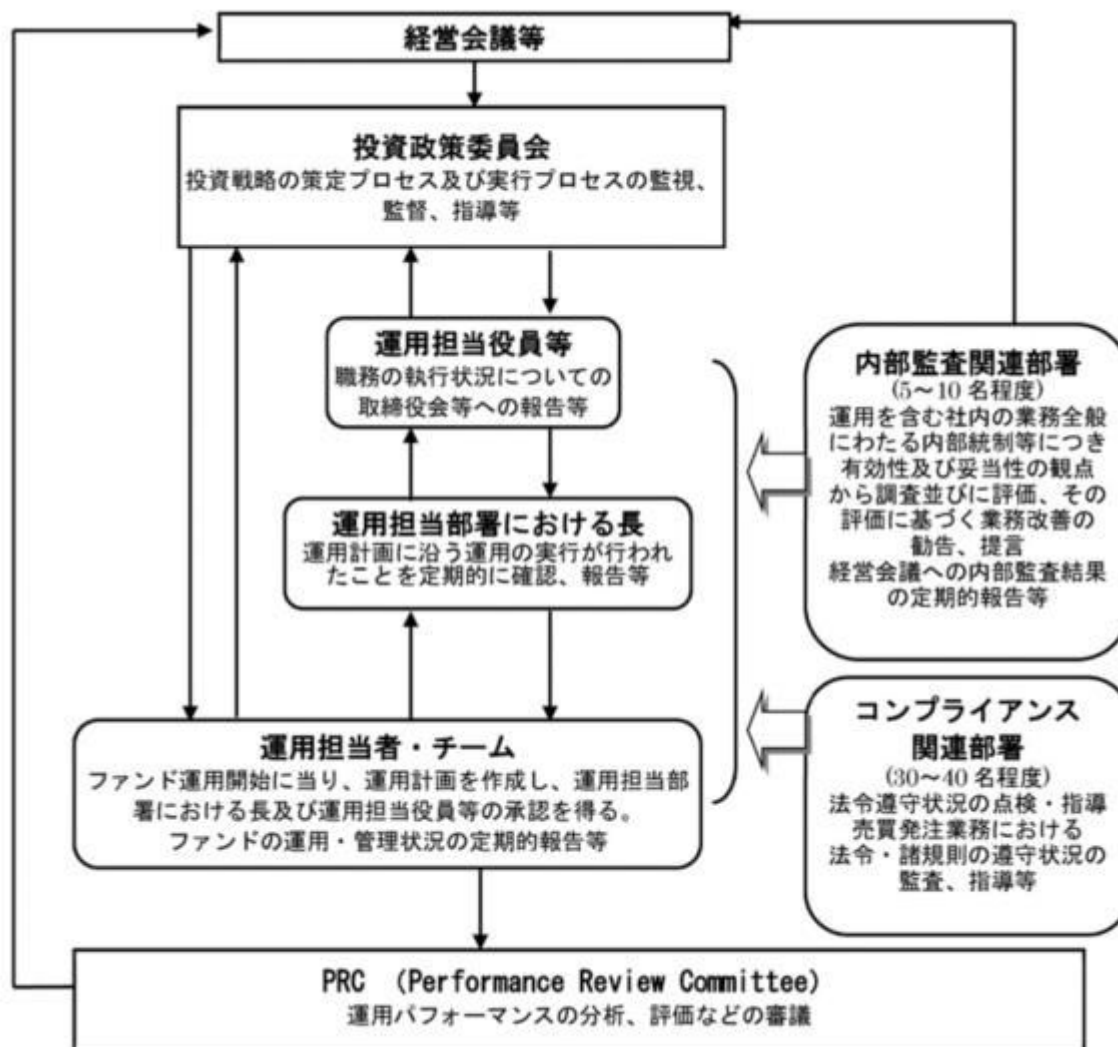 経営会議等
投資政策委員会
投資戦略の策定プロセス及び実行プロセスの監視、
監督、指導等
運用担当役員等
職務の執行状況についての
取締役会等への報告等
運用担当部署における長
運用計画に沿う運用の実行が行われ
たことを定期的に確認、報告等
運用担当者・チーム
ファンド運用開始に当り、運用計画を作成し、運用担当部
署における長及び運用担当役員等の承認を得る。
ファンドの運用・管理状況の定期的報告等
内部監査関連部署
(5～10 名程度)
運用を含む社内の業務全般
にわたる内部統制等につき
有効性及び妥当性の観点
から調査並びに評価、その
評価に基づく業務改善の
勧告、提言
経営会議への内部監査結果
の定期的報告等
コンプライアンス
関連部署
(30～40 名程度)
法令遵守状況の点検・指導
売買発注業務における
法令・諸規則の遵守状況の
監査、指導等
PRC (Performance Review Committee)
運用パフォーマンスの分析、評価などの審議